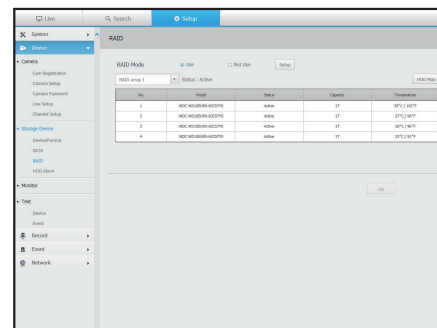 Live
Search
Setup
System
Device
Camera
Cam Registration
Camera Setup
Camera Password
Live Setup
Channel Setup
Storage Device
Device/Format
iSCSI
RAID
HDD Alarm
Monitor
Text
Device
Event
Record
Event
Network
RAID
RAID Mode Use Not Use Setup
RAID array 1 Status : Active HDD Map
No. Model Status Capacity Temperature
1 Active 1T
2 Active 1T
3 Active 1T
4 Active 1T
OK